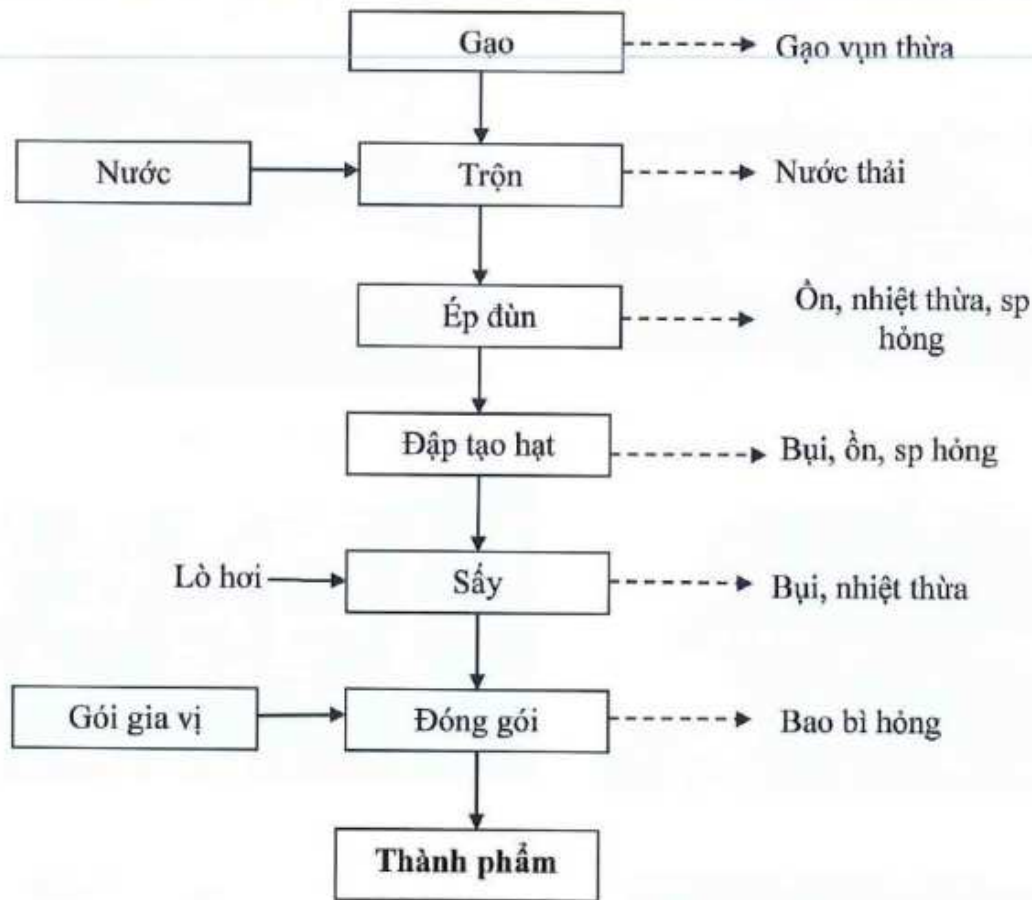 Gạo
Gạo vụn thừa
Nước
Trộn
Nước thải
Ép đùn
Ồn, nhiệt thừa, sp
hỏng
Đập tạo hạt
Bụi, ồn, sp hỏng
Lò hơi
Sấy
Bụi, nhiệt thừa
Gói gia vị
Đóng gói
Bao bì hỏng
Thành phẩm